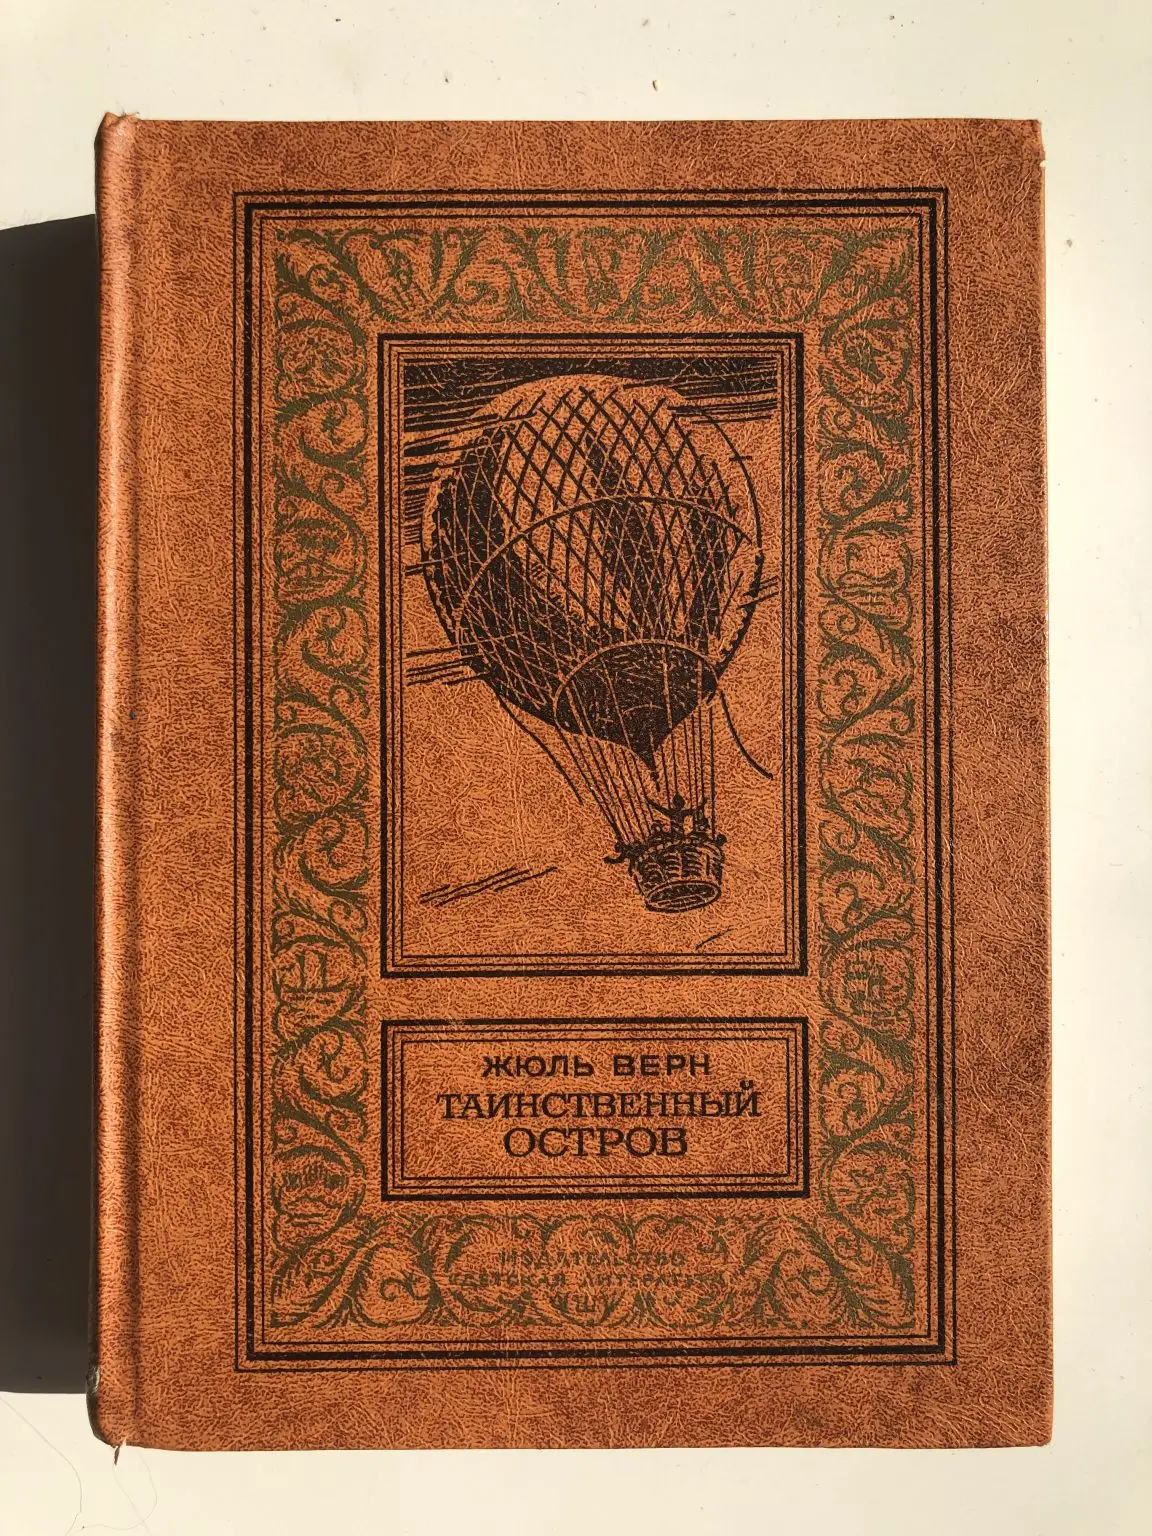 ЖЮЛЬ ВЕРН
ТАИНСТВЕННЫЙ
ОСТРОВ
ИЗДАТЕЛЬСТВО
«ДЕТСКАЯ ЛИТЕРАТУРА»